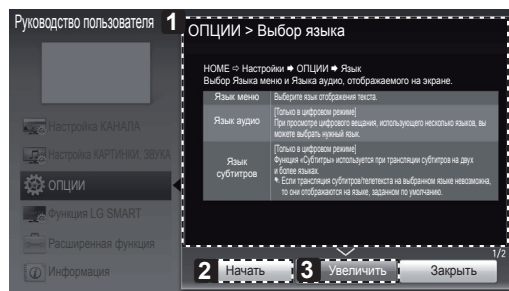 Руководство пользователя
1
ОПЦИИ > Выбор языка
HOME ⇨ Настройки ➡ ОПЦИИ ➡ Язык
Выбор Языка меню и Языка аудио, отображаемого на экране.
Язык меню Выберите язык отображения текста.
Язык аудио
[Только в цифровом режиме]
При просмотре цифрового вещания, использующего несколько языков, вы
можете выбрать нужный язык.
Язык субтитров
[Только в цифровом режиме]
Функция «Субтитры» используется при трансляции субтитров на двух
и более языках.
Если трансляция субтитров/телетекста на выбранном языке невозможна,
то они отображаются на языке, заданном по умолчанию.
Настройка КАНАЛА
Настройка КАРТИНКИ, ЗВУКА
ОПЦИИ
Функция LG SMART
Расширенная функция
Информация
1/2
2 Начать
3 Увеличить
Закрыть